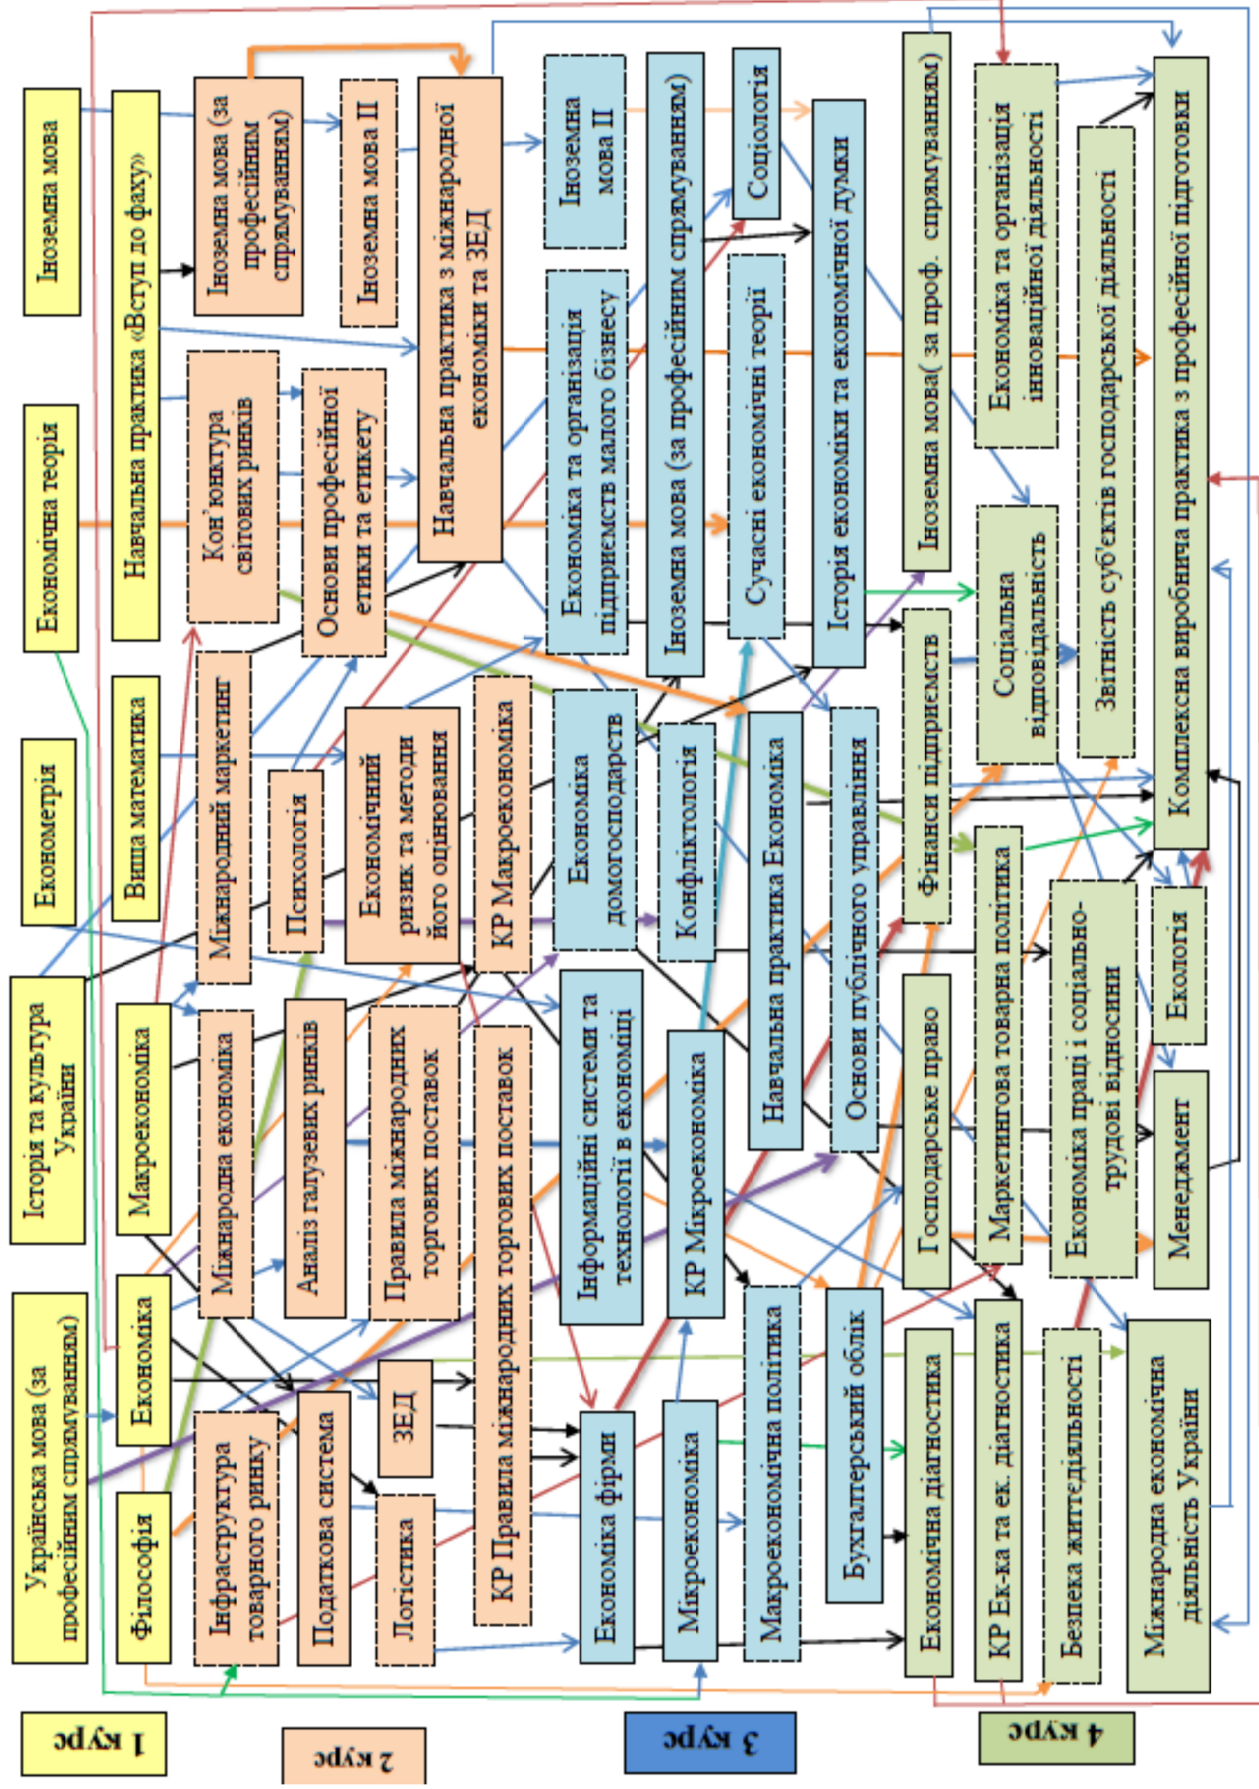 1 курс
Українська мова (за
професійним спрямуванням)
Історія та культура
України
Економетрія
Економічна теорія
Іноземна мова
Філософія
Економіка
Макроекономіка
Вища математика
Навчальна практика «Вступ до фаху»
2 курс
Інфраструктура
товарного ринку
Міжнародна економіка
Міжнародний маркетинг
Кон’юнктура
світових ринків
Іноземна мова (за
професійним
спрямуванням)
Податкова система
Аналіз галузевих ринків
Психологія
Основи професійної
етики та етикету
Іноземна мова ІІ
Логістика
ЗЕД
Правила міжнародних
торгових поставок
Економічний
ризик та методи
його оцінювання
Навчальна практика з міжнародної
економіки та ЗЕД
КР Правила міжнародних торгових поставок
КР Макроекономіка
3 курс
Економіка фірми
Інформаційні системи та
технології в економіці
Економіка
домогосподарств
Економіка та організація
підприємств малого бізнесу
Іноземна
мова ІІ
Мікроекономіка
КР Мікроекономіка
Конфліктологія
Іноземна мова (за професійним спрямуванням)
Макроекономічна політика
Навчальна практика Економіка
Сучасні економічні теорії
Соціологія
Бухгалтерський облік
Основи публічного управління
Історія економіки та економічної думки
4 курс
Економічна діагностика
Господарське право
Фінанси підприємств
Іноземна мова( за проф. спрямуванням)
КР Ек-ка та ек. діагностика
Маркетингова товарна політика
Соціальна
відповідальність
Економіка та організація
інноваційної діяльності
Безпека життєдіяльності
Економіка праці і соціально-
трудові відносини
Звітність суб'єктів господарської діяльності
Міжнародна економічна
діяльність України
Менеджмент
Екологія
Комплексна виробнича практика з професійної підготовки